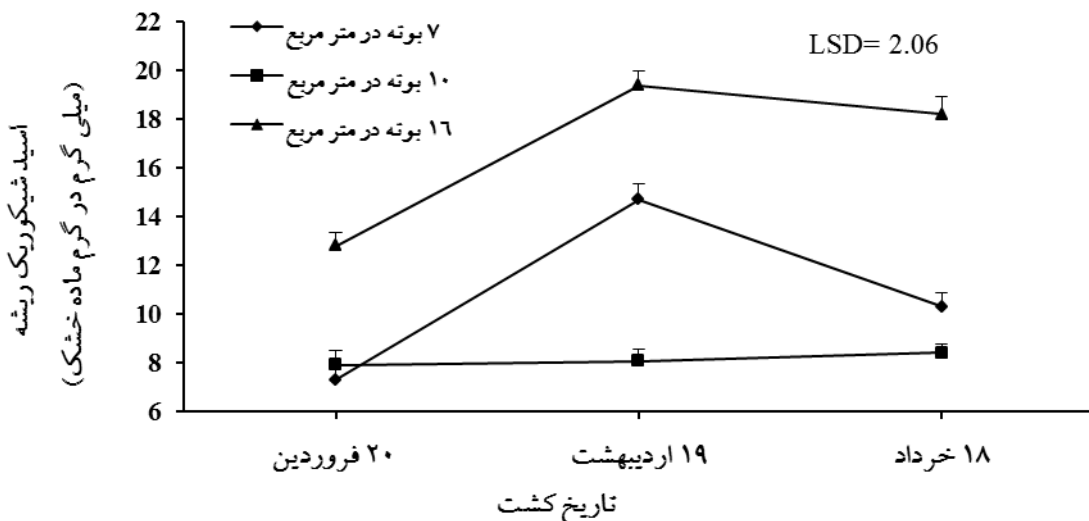 ۷ بوته در متر مربع
۱۰ بوته در متر مربع
۱۶ بوته در متر مربع
LSD= 2.06
اسید شیکوریک ریشه
(میلی گرم در گرم ماده خشک)
22
20
18
16
14
12
10
8
6
۲۰ فروردین
۱۹ اردیبهشت
۱۸ خرداد
تاریخ کشت